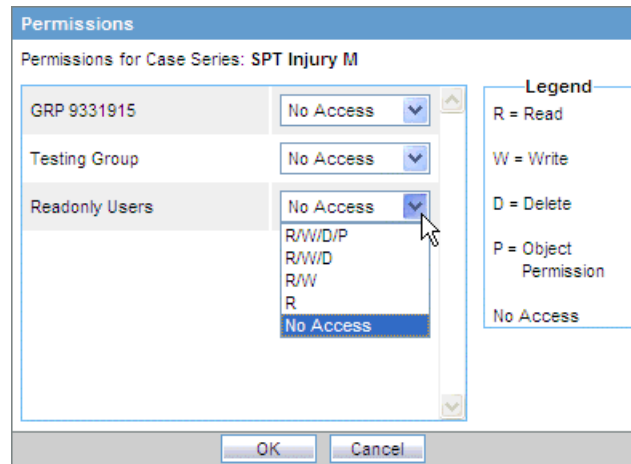 Permissions
Permissions for Case Series: SPT Injury M
GRP 9331915 No Access
Testing Group No Access
Readonly Users No Access
R/W/D/P
R/W/D
R/W
R
No Access
Legend
R = Read
W = Write
D = Delete
P = Object
Permission
No Access
OK Cancel